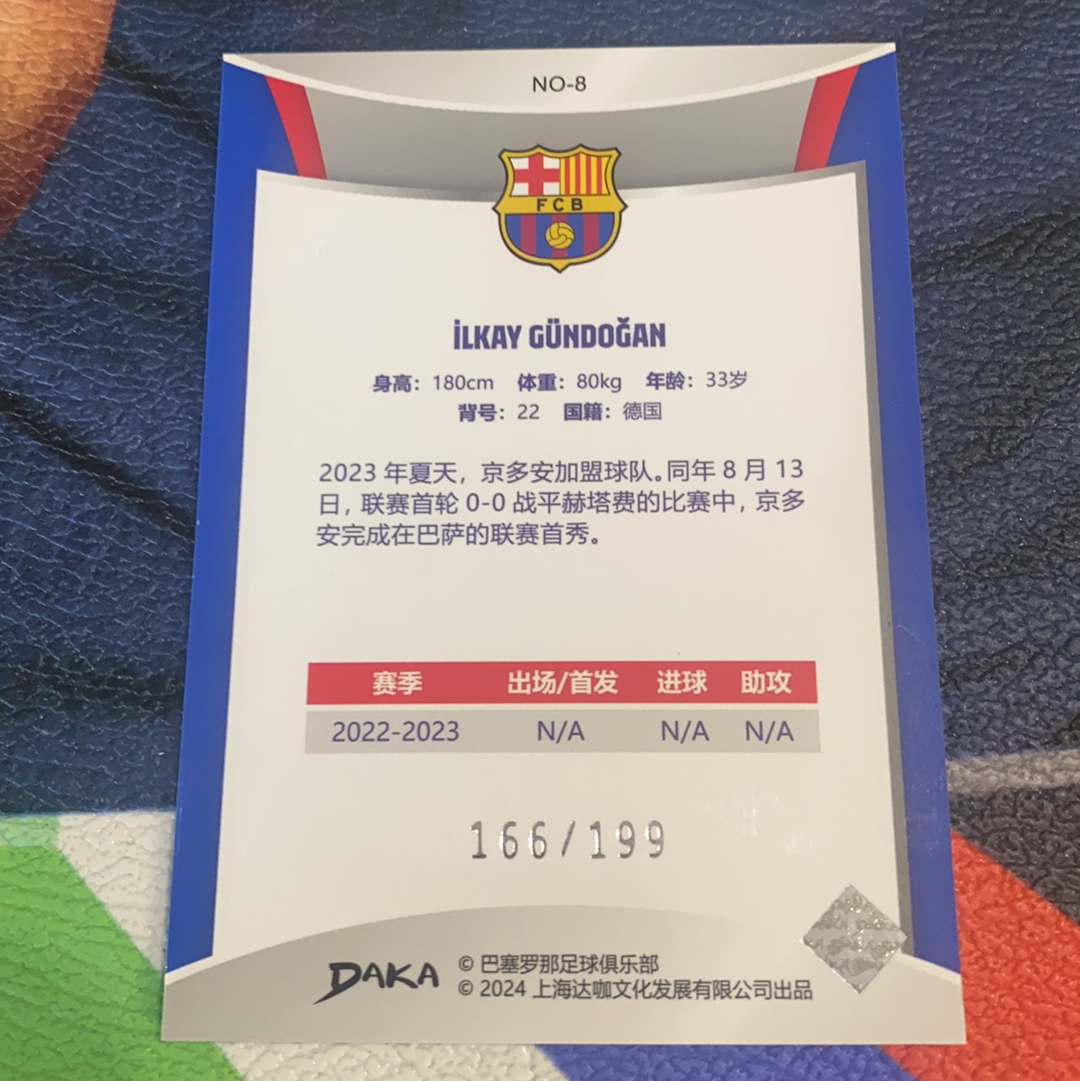 NO-8
FCB
İLKAY GÜNDOĞAN
身高：180cm 体重：80kg 年龄：33岁
背号：22 国籍：德国
2023 年夏天，京多安加盟球队。同年 8 月 13
日，联赛首轮 0-0 战平赫塔费的比赛中，京多
安完成在巴萨的联赛首秀。
赛季 出场/首发 进球 助攻
2022-2023 N/A N/A N/A
166/199
DAKA
© 巴塞罗那足球俱乐部
© 2024 上海达咖文化发展有限公司出品